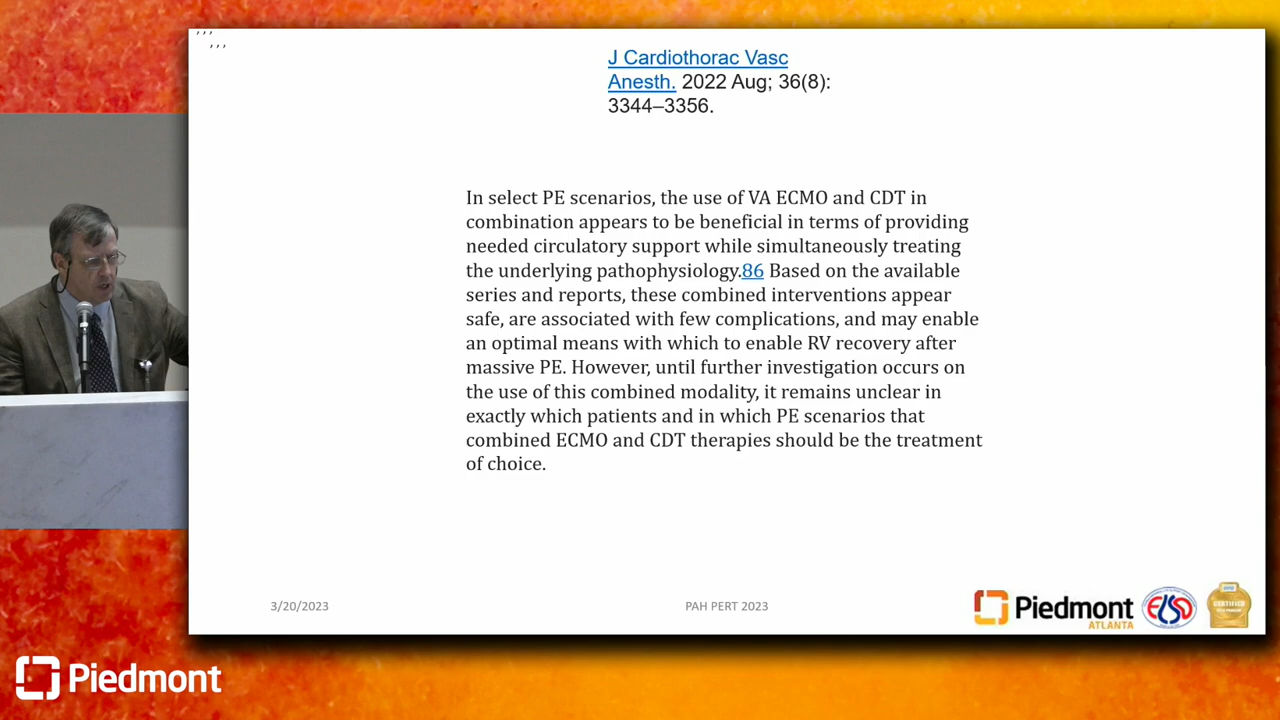 ,,,
,,,
J Cardiothorac Vasc
Anesth. 2022 Aug; 36(8):
3344–3356.
In select PE scenarios, the use of VA ECMO and CDT in
combination appears to be beneficial in terms of providing
needed circulatory support while simultaneously treating
the underlying pathophysiology.86 Based on the available
series and reports, these combined interventions appear
safe, are associated with few complications, and may enable
an optimal means with which to enable RV recovery after
massive PE. However, until further investigation occurs on
the use of this combined modality, it remains unclear in
exactly which patients and in which PE scenarios that
combined ECMO and CDT therapies should be the treatment
of choice.
3/20/2023
PAH PERT 2023
Piedmont
ATLANTA
ELSO
CERTIFIED
Piedmont